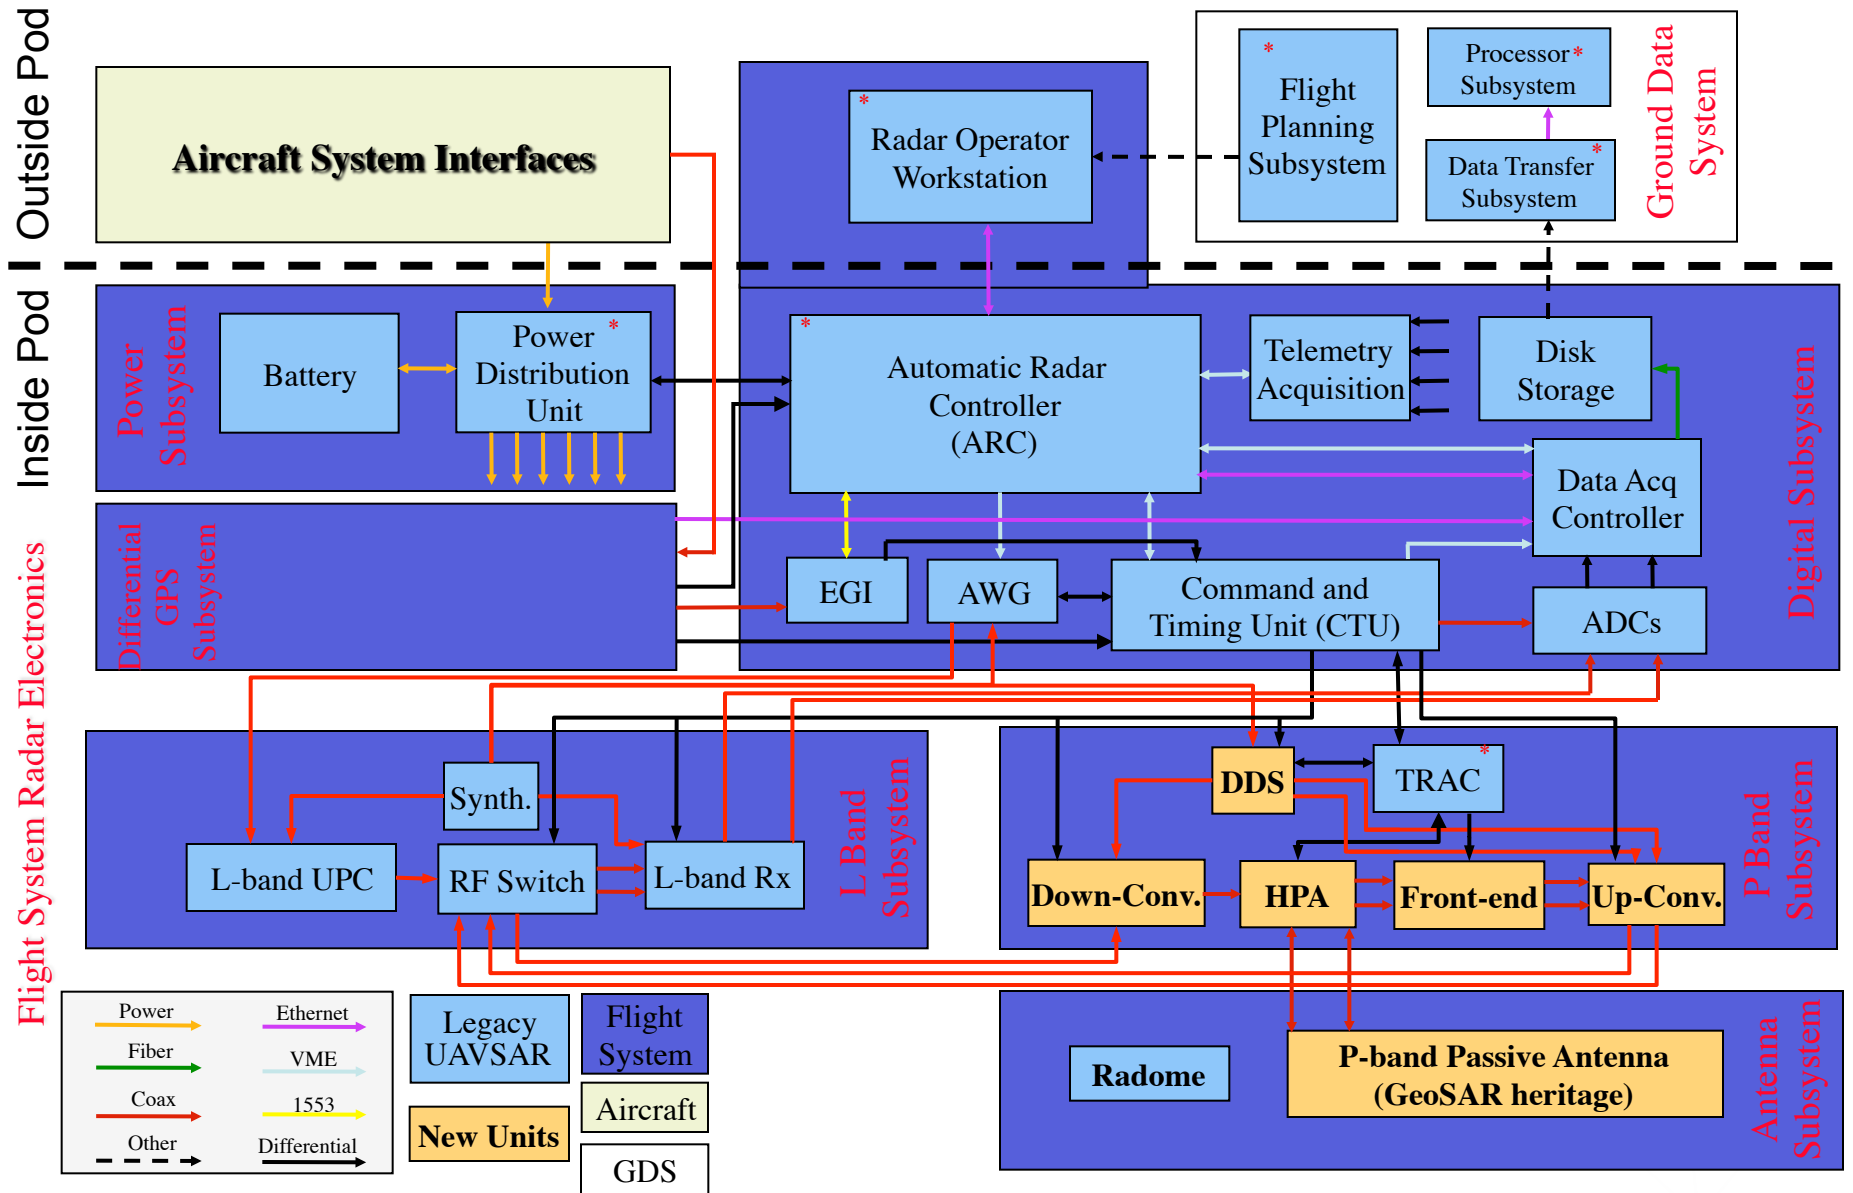 Outside Pod
Inside Pod
Flight System Radar Electronics
Aircraft System Interfaces
*
Radar Operator
Workstation
*
Flight
Planning
Subsystem
Processor *
Subsystem
Data Transfer *
Subsystem
Ground Data
System
Power
Subsystem
Battery
Power *
Distribution
Unit
*
Automatic Radar
Controller
(ARC)
Telemetry
Acquisition
Disk
Storage
Data Acq
Controller
Digital Subsystem
Differential
GPS
Subsystem
EGI
AWG
Command and
Timing Unit (CTU)
ADCs
Synth.
L-band UPC
RF Switch
L-band Rx
L Band
Subsystem
DDS
*
TRAC
Down-Conv.
HPA
Front-end
Up-Conv.
P Band
Subsystem
Radome
P-band Passive Antenna
(GeoSAR heritage)
Antenna
Subsystem
Power
Ethernet
Fiber
VME
Coax
1553
Other
Differential
Legacy
UAVSAR
New Units
Flight
System
Aircraft
GDS